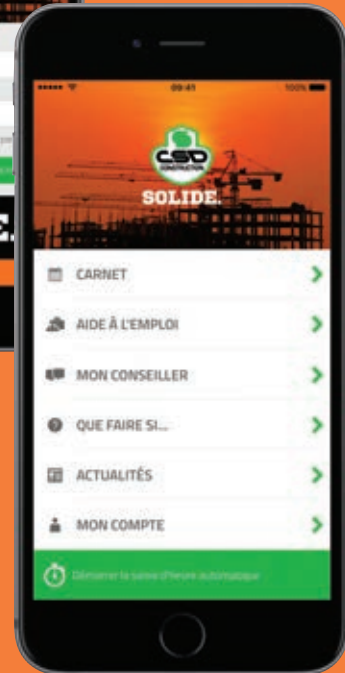 09:41
100%
CSD
CONSTRUCTION
SOLIDE.
CARNET
AIDE À L'EMPLOI
MON CONSEILLER
QUE FAIRE SI...
ACTUALITÉS
MON COMPTE
Démarrer la saisie d'heure automatique